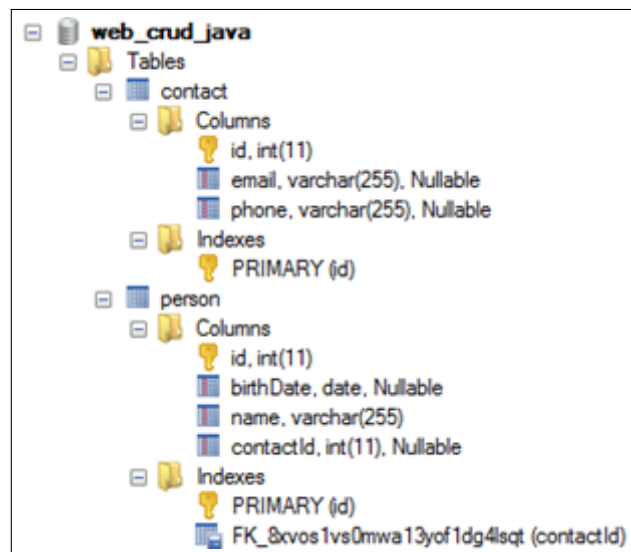 web_crud_java
Tables
contact
Columns
id, int(11)
email, varchar(255), Nullable
phone, varchar(255), Nullable
Indexes
PRIMARY (id)
person
Columns
id, int(11)
birthDate, date, Nullable
name, varchar(255)
contactId, int(11), Nullable
Indexes
PRIMARY (id)
FK_8xvos1vs0mwa13yof1dg4lsqt (contactId)